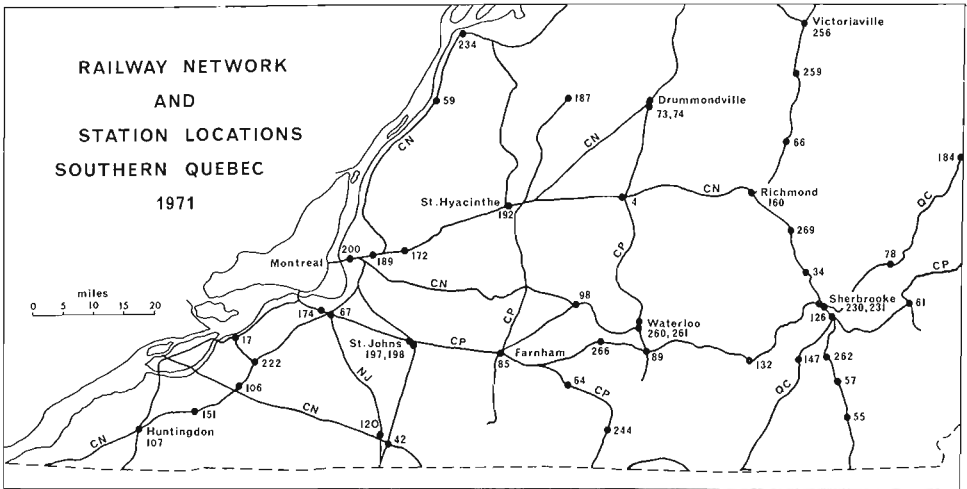 RAILWAY NETWORK
AND
STATION LOCATIONS
SOUTHERN QUEBEC
1971
miles
0 5 10 15 20
Victoriaville
256
234
259
59
187
Drummondville
73,74
CN
CN
66
184
St. Hyacinthe
192
4
CN
Richmond
160
QC
269
200
172
Montreal
189
78
CP
CN
CP
34
CP
98
Sherbrooke
230, 231
61
174
67
Waterloo
260, 261
126
17
St. Johns
197, 198
CP
Farnham
85
266
89
132
147
262
222
NJ
64
CP
57
106
QC
151
CN
120
55
Huntingdon
107
CN
42
244